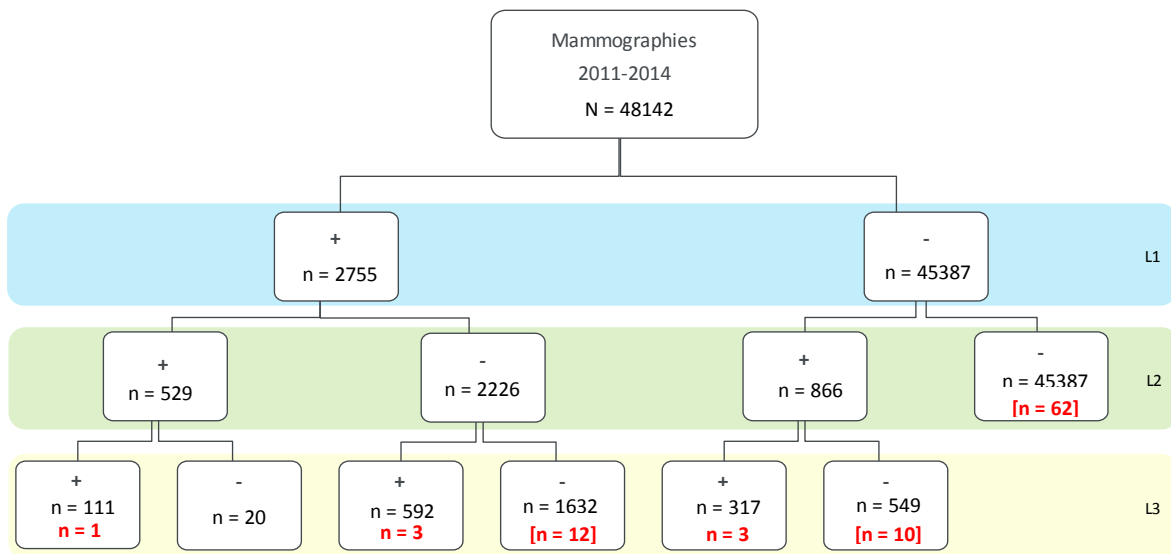 Mammographies
2011-2014
N = 48142
+
n = 2755
-
n = 45387
L1
+
n = 529
-
n = 2226
+
n = 866
-
n = 45387
[n = 62]
L2
+
n = 111
n = 1
-
n = 20
+
n = 592
n = 3
-
n = 1632
[n = 12]
+
n = 317
n = 3
-
n = 549
[n = 10]
L3